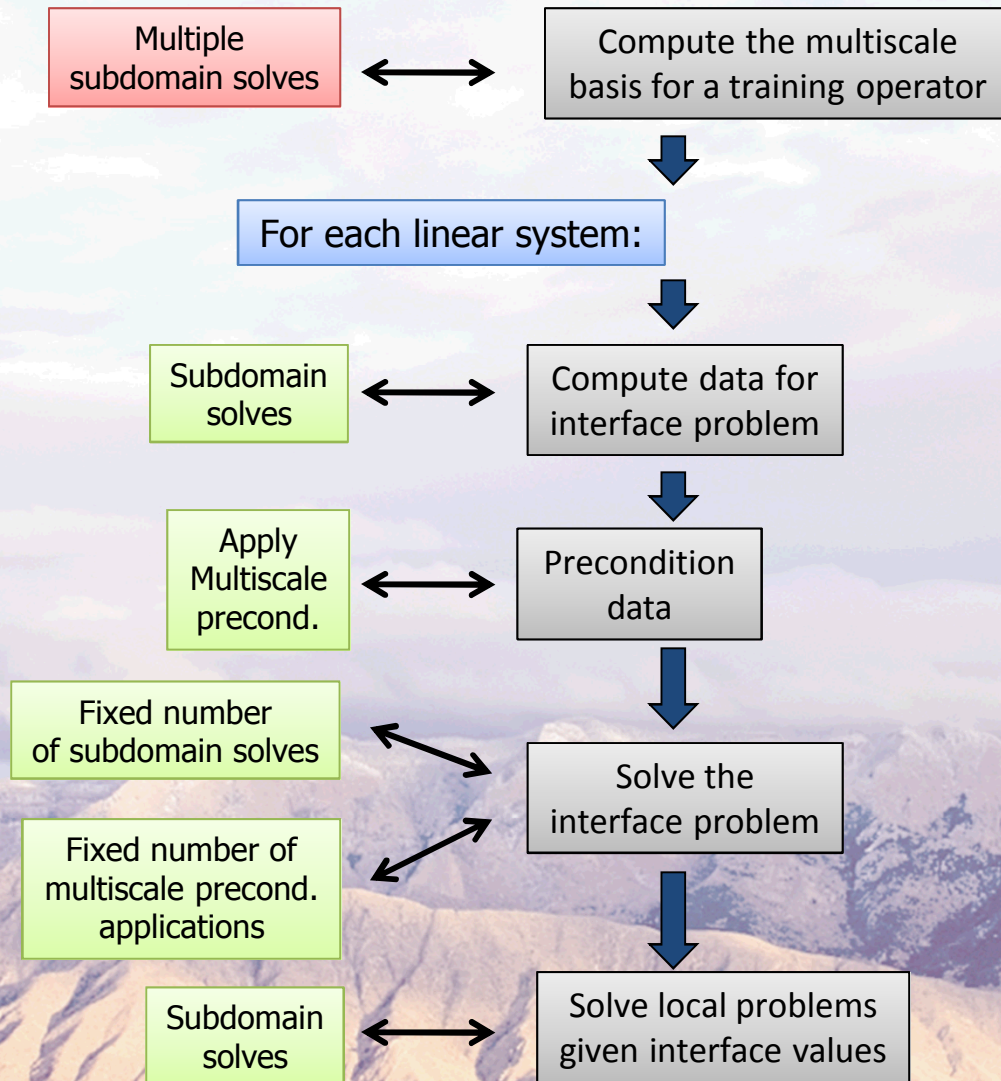 Multiple
subdomain solves
Compute the multiscale
basis for a training operator
For each linear system:
Subdomain
solves
Compute data for
interface problem
Apply
Multiscale
precond.
Precondition
data
Fixed number
of subdomain solves
Solve the
interface problem
Fixed number of
multiscale precond.
applications
Subdomain
solves
Solve local problems
given interface values